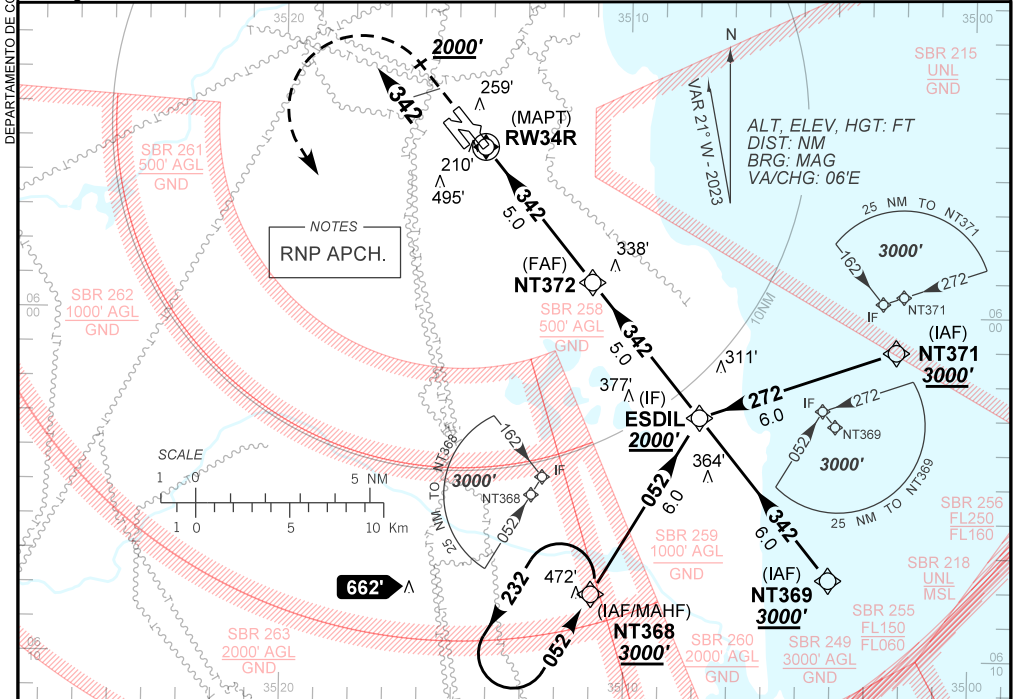 DEPARTAMENTO DE CO
35 20
35 10
35 00
2000'
342
259'
(MAPT)
RW34R
210'
495'
N
VAR 21° W - 2023
SBR 215
UNL
GND
ALT, ELEV, HGT: FT
DIST: NM
BRG: MAG
VA/CHG: 06'E
SBR 261
500' AGL
GND
NOTES
RNP APCH.
342
5.0
25 NM TO NT371
3000'
162
272
IF
NT371
338'
(FAF)
NT372
10NM
06
00
SBR 262
1000' AGL
GND
SBR 258
500' AGL
GND
06
00
342
5.0
(IAF)
NT371
3000'
311'
377'
(IF)
ESDIL
2000'
272
6.0
IF
272
052
NT369
3000'
25 NM TO NT369
364'
25 NM TO NT368
162
3000'
IF
NT368
052
SCALE
1 0 5 NM
1 0 5 10 Km
052
6.0
342
6.0
SBR 256
FL250
FL160
SBR 259
1000' AGL
GND
SBR 218
UNL
MSL
662'
472'
232
052
(IAF/MAHF)
NT368
3000'
(IAF)
NT369
3000'
SBR 255
FL150
FL060
SBR 263
2000' AGL
GND
SBR 260
2000' AGL
GND
SBR 249
3000' AGL
GND
06
10
06
10
35 20
35 10
35 00